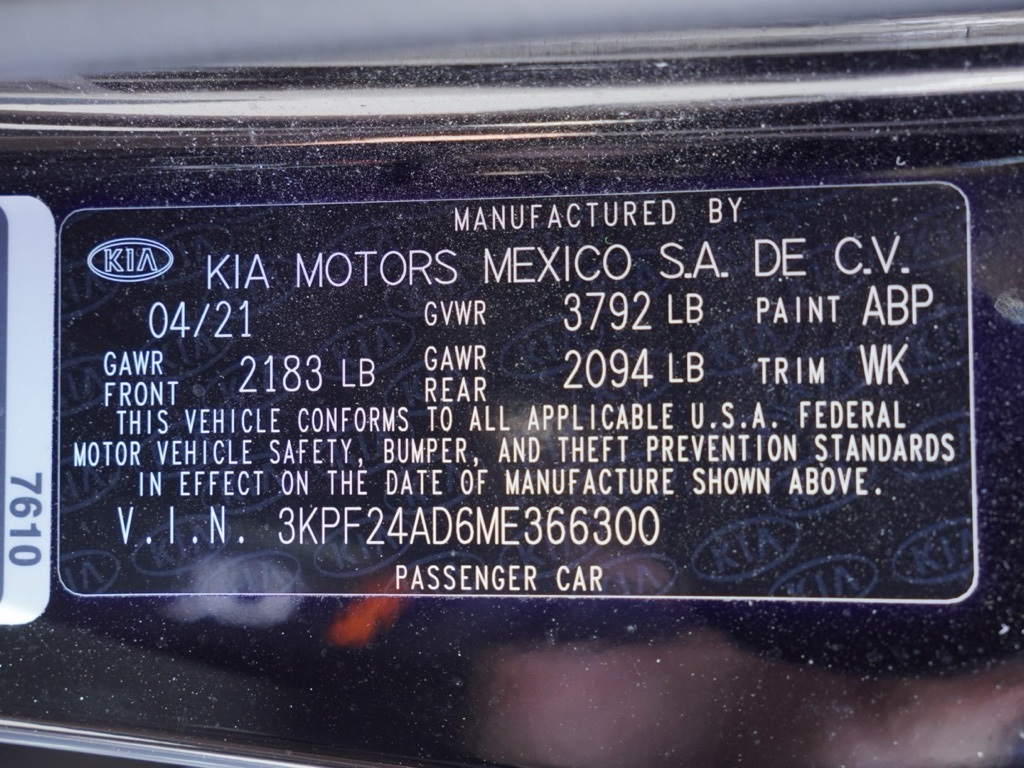 MANUFACTURED BY
KIA KIA MOTORS MEXICO S.A. DE C.V.
04/21 GVWR 3792 LB PAINT ABP
GAWR FRONT 2183 LB GAWR REAR 2094 LB TRIM WK
THIS VEHICLE CONFORMS TO ALL APPLICABLE U.S.A. FEDERAL
MOTOR VEHICLE SAFETY, BUMPER, AND THEFT PREVENTION STANDARDS
IN EFFECT ON THE DATE OF MANUFACTURE SHOWN ABOVE.
V.I.N. 3KPF24AD6ME366300
PASSENGER CAR
7610